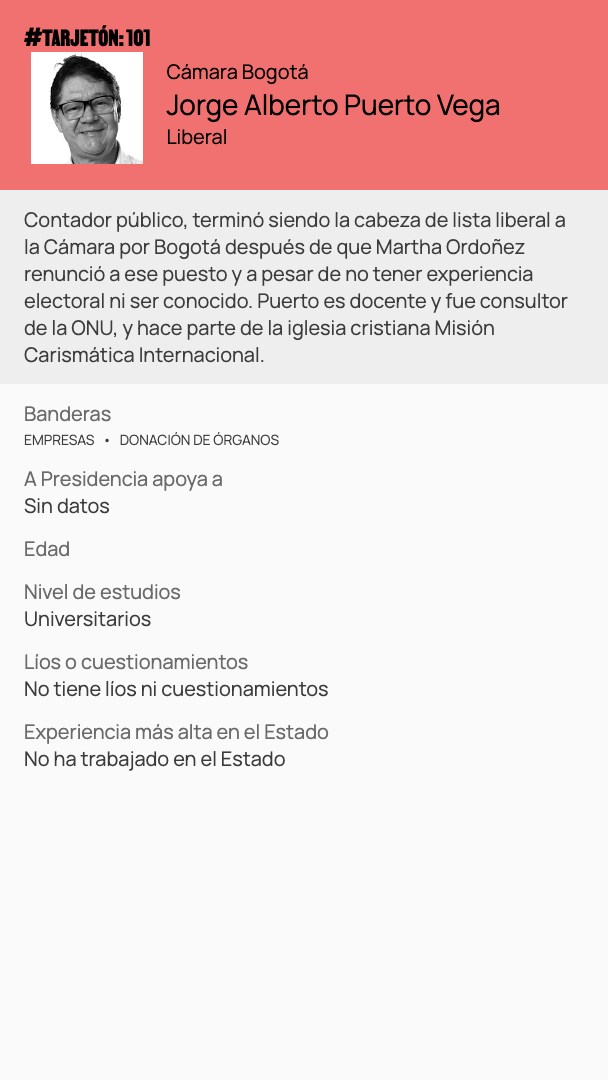 #TARJETÓN: 101
Cámara Bogotá
Jorge Alberto Puerto Vega
Liberal
Contador público, terminó siendo la cabeza de lista liberal a
la Cámara por Bogotá después de que Martha Ordoñez
renunció a ese puesto y a pesar de no tener experiencia
electoral ni ser conocido. Puerto es docente y fue consultor
de la ONU, y hace parte de la iglesia cristiana Misión
Carismática Internacional.
Banderas
EMPRESAS • DONACIÓN DE ÓRGANOS
A Presidencia apoya a
Sin datos
Edad
Nivel de estudios
Universitarios
Líos o cuestionamientos
No tiene líos ni cuestionamientos
Experiencia más alta en el Estado
No ha trabajado en el Estado